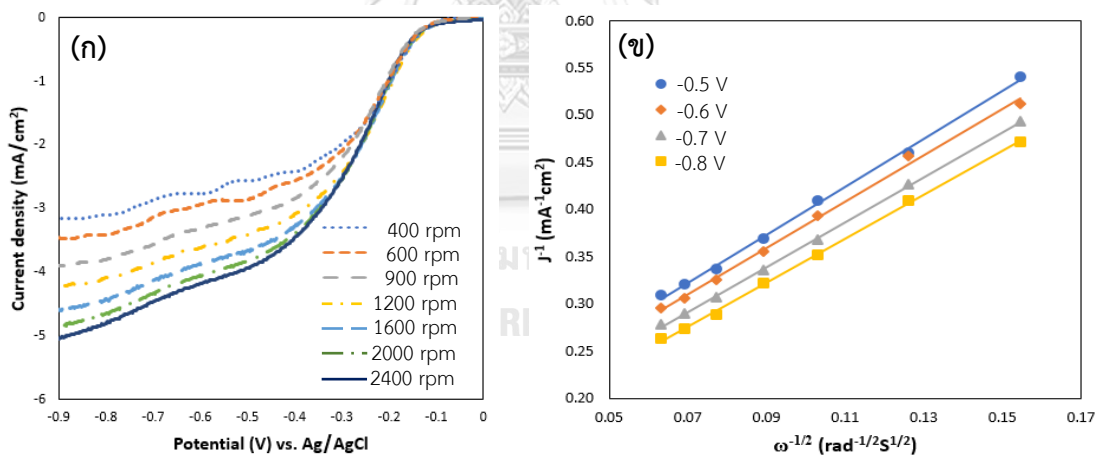 (ก)
0
-1
-2
-3
-4
-5
-6
-0.9
-0.8
-0.7
-0.6
-0.5
-0.4
-0.3
-0.2
-0.1
0
Current density (mA/cm²)
Potential (V) vs. Ag/AgCl
400 rpm
600 rpm
900 rpm
1200 rpm
1600 rpm
2000 rpm
2400 rpm
(ข)
0.60
0.55
0.50
0.45
0.40
0.35
0.30
0.25
0.20
0.05
0.07
0.09
0.11
0.13
0.15
0.17
J⁻¹ (mA⁻¹cm²)
ω⁻¹/² (rad⁻¹/²S¹/²)
-0.5 V
-0.6 V
-0.7 V
-0.8 V